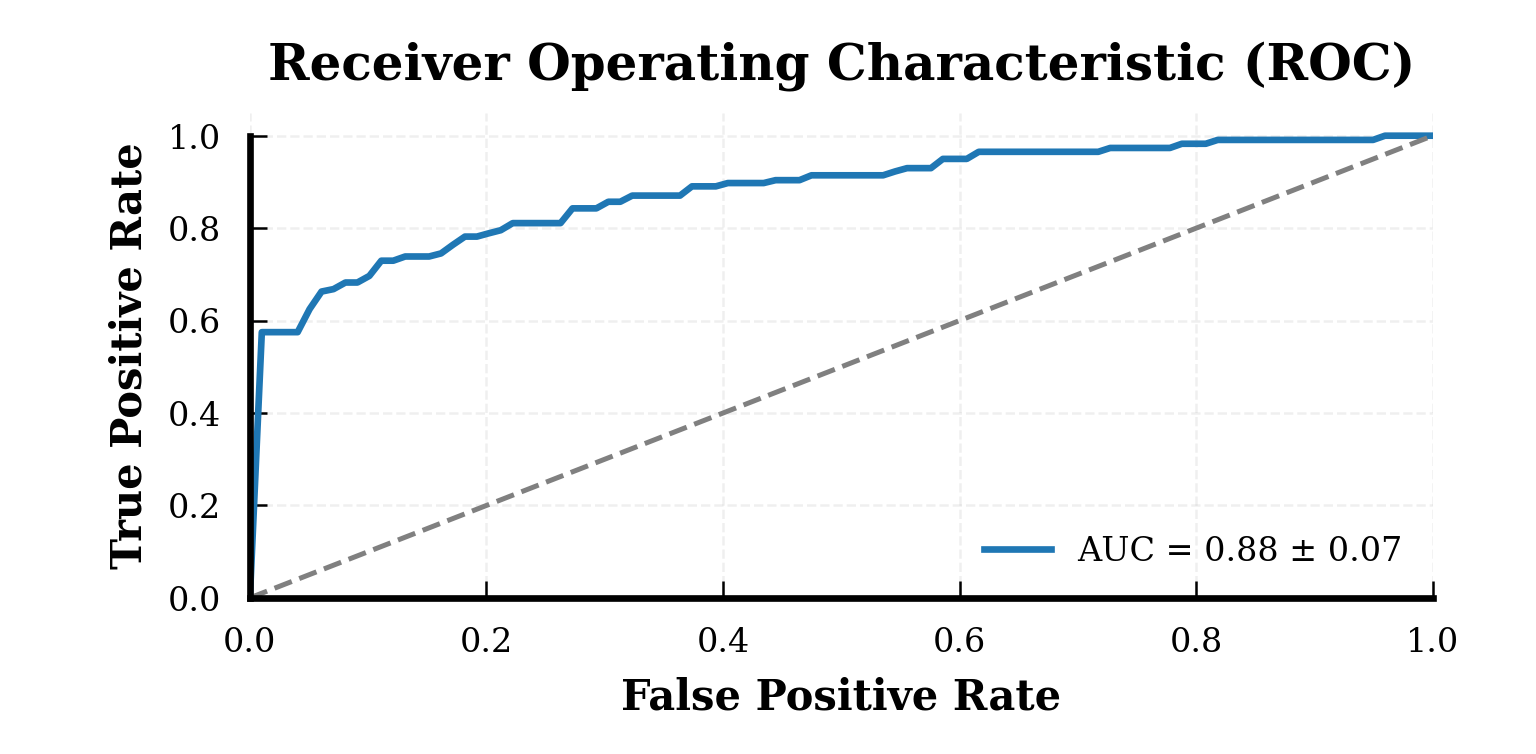 Receiver Operating Characteristic (ROC)
1.0
0.8
0.6
0.4
0.2
0.0
True Positive Rate
AUC = 0.88 ± 0.07
0.0 0.2 0.4 0.6 0.8 1.0
False Positive Rate